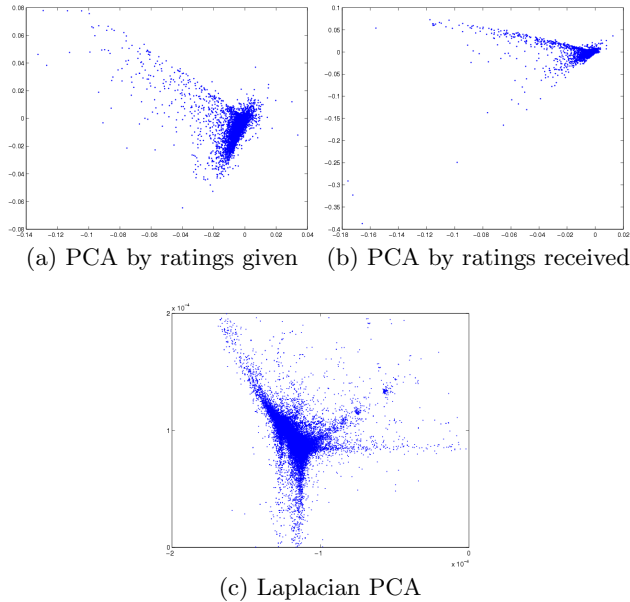 0.08
0.06
0.04
0.02
0
−0.02
−0.04
−0.06
−0.08
−0.14 −0.12 −0.1 −0.08 −0.06 −0.04 −0.02 0 0.02 0.04
(a) PCA by ratings given
0.1
0.05
0
−0.05
−0.1
−0.15
−0.2
−0.25
−0.3
−0.35
−0.4
−0.18 −0.16 −0.14 −0.12 −0.1 −0.08 −0.06 −0.04 −0.02 0 0.02
(b) PCA by ratings received
x 10⁻⁴
2
1
0
−2 −1 0
x 10⁻⁴
(c) Laplacian PCA